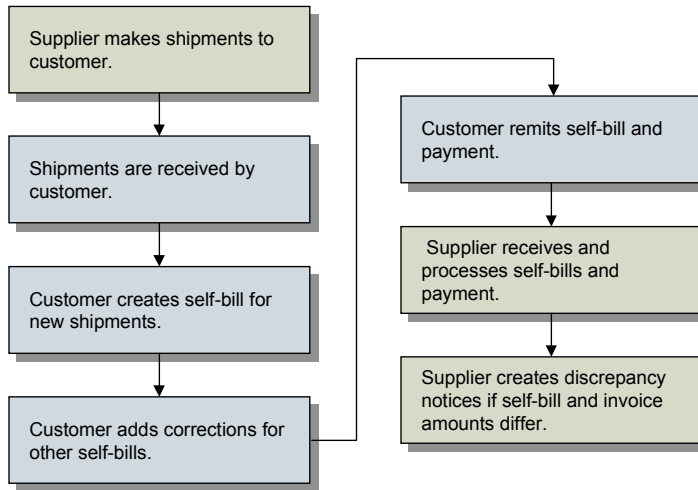 Supplier makes shipments to
customer.
Shipments are received by
customer.
Customer creates self-bill for
new shipments.
Customer adds corrections for
other self-bills.
Customer remits self-bill and
payment.
Supplier receives and
processes self-bills and
payment.
Supplier creates discrepancy
notices if self-bill and invoice
amounts differ.